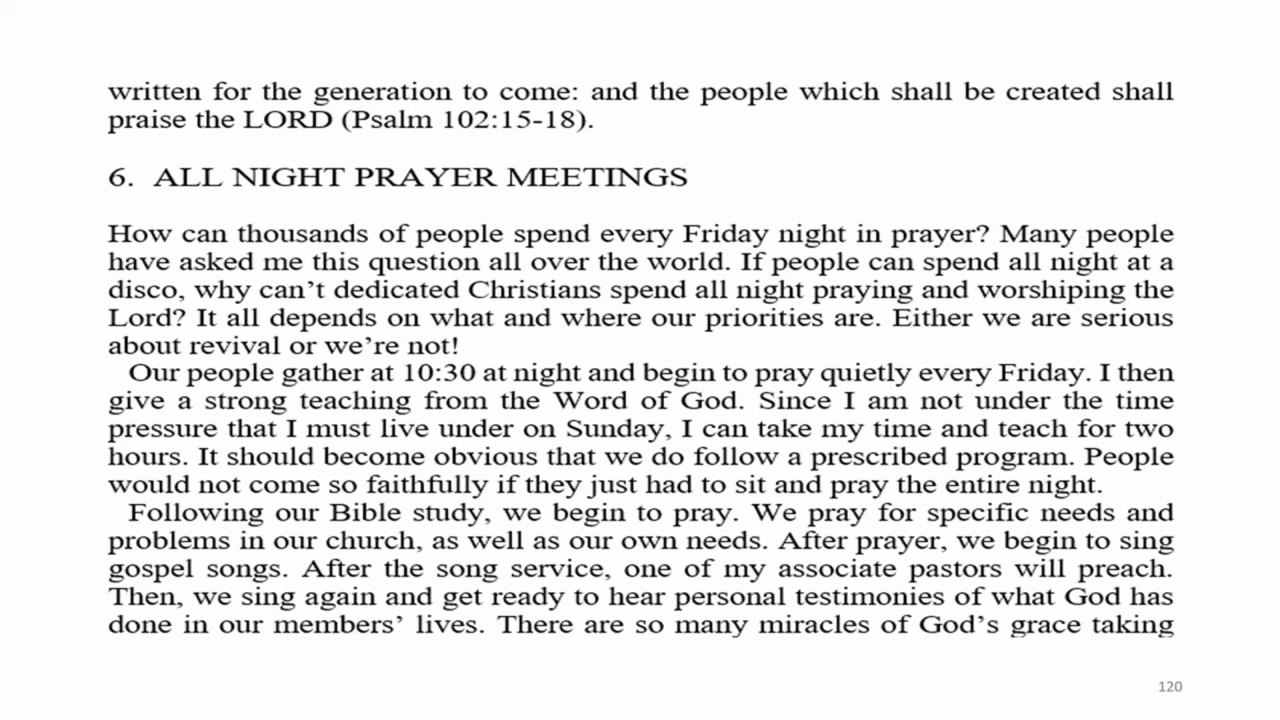 written for the generation to come: and the people which shall be created shall
praise the LORD (Psalm 102:15-18).
6. ALL NIGHT PRAYER MEETINGS
How can thousands of people spend every Friday night in prayer? Many people
have asked me this question all over the world. If people can spend all night at a
disco, why can’t dedicated Christians spend all night praying and worshiping the
Lord? It all depends on what and where our priorities are. Either we are serious
about revival or we’re not!
Our people gather at 10:30 at night and begin to pray quietly every Friday. I then
give a strong teaching from the Word of God. Since I am not under the time
pressure that I must live under on Sunday, I can take my time and teach for two
hours. It should become obvious that we do follow a prescribed program. People
would not come so faithfully if they just had to sit and pray the entire night.
Following our Bible study, we begin to pray. We pray for specific needs and
problems in our church, as well as our own needs. After prayer, we begin to sing
gospel songs. After the song service, one of my associate pastors will preach.
Then, we sing again and get ready to hear personal testimonies of what God has
done in our members’ lives. There are so many miracles of God’s grace taking
120